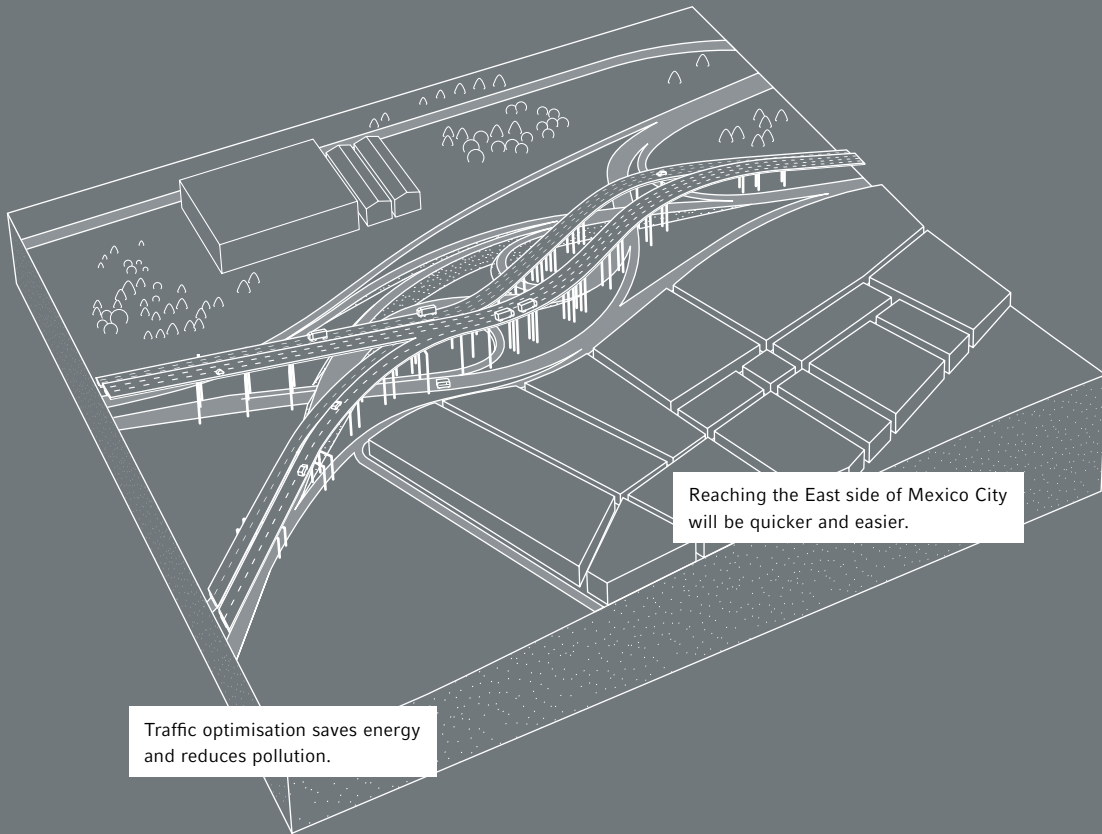 Reaching the East side of Mexico City
will be quicker and easier.
Traffic optimisation saves energy
and reduces pollution.